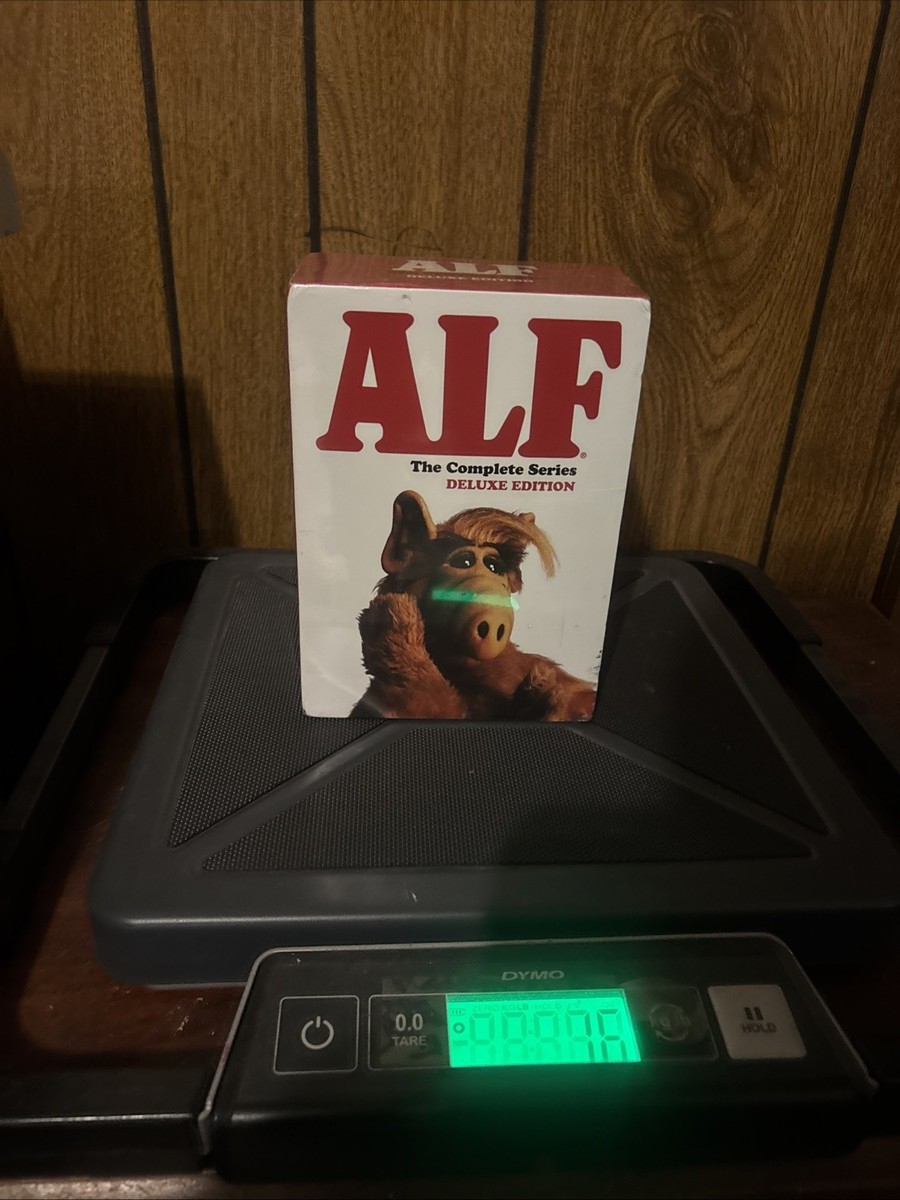 ALF
DELUXE EDITION
ALF®
The Complete Series
DELUXE EDITION
DYMO
0.0
TARE
HOLD